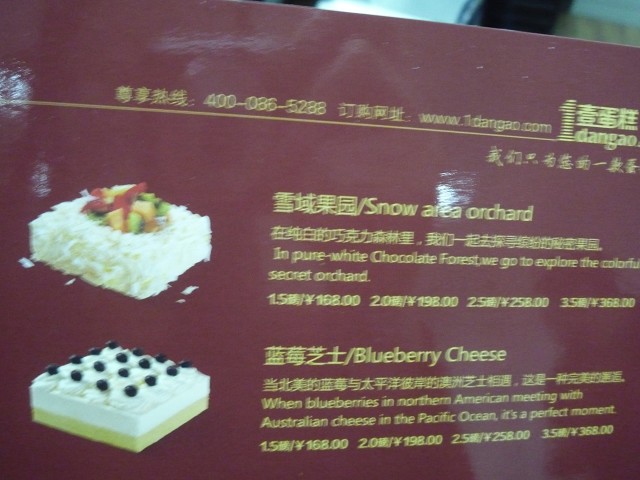 尊享热线：400-086-5288 订购网址：www.1dangao.com
壹蛋糕
1dangao.
我们只为您的一款蛋
雪域果园/Snow area orchard
在纯白的巧克力森林里，我们一起去探寻缤纷的秘密果园。
In pure-white Chocolate Forest,we go to explore the colorful
secret orchard.
1.5磅/¥168.00 2.0磅/¥198.00 2.5磅/¥258.00 3.5磅/¥368.00
蓝莓芝士/Blueberry Cheese
当北美的蓝莓与太平洋彼岸的澳洲芝士相遇，这是一种完美的邂逅。
When blueberries in northern American meeting with
Australian cheese in the Pacific Ocean, it's a perfect moment.
1.5磅/¥168.00 2.0磅/¥198.00 2.5磅/¥258.00 3.5磅/¥368.00